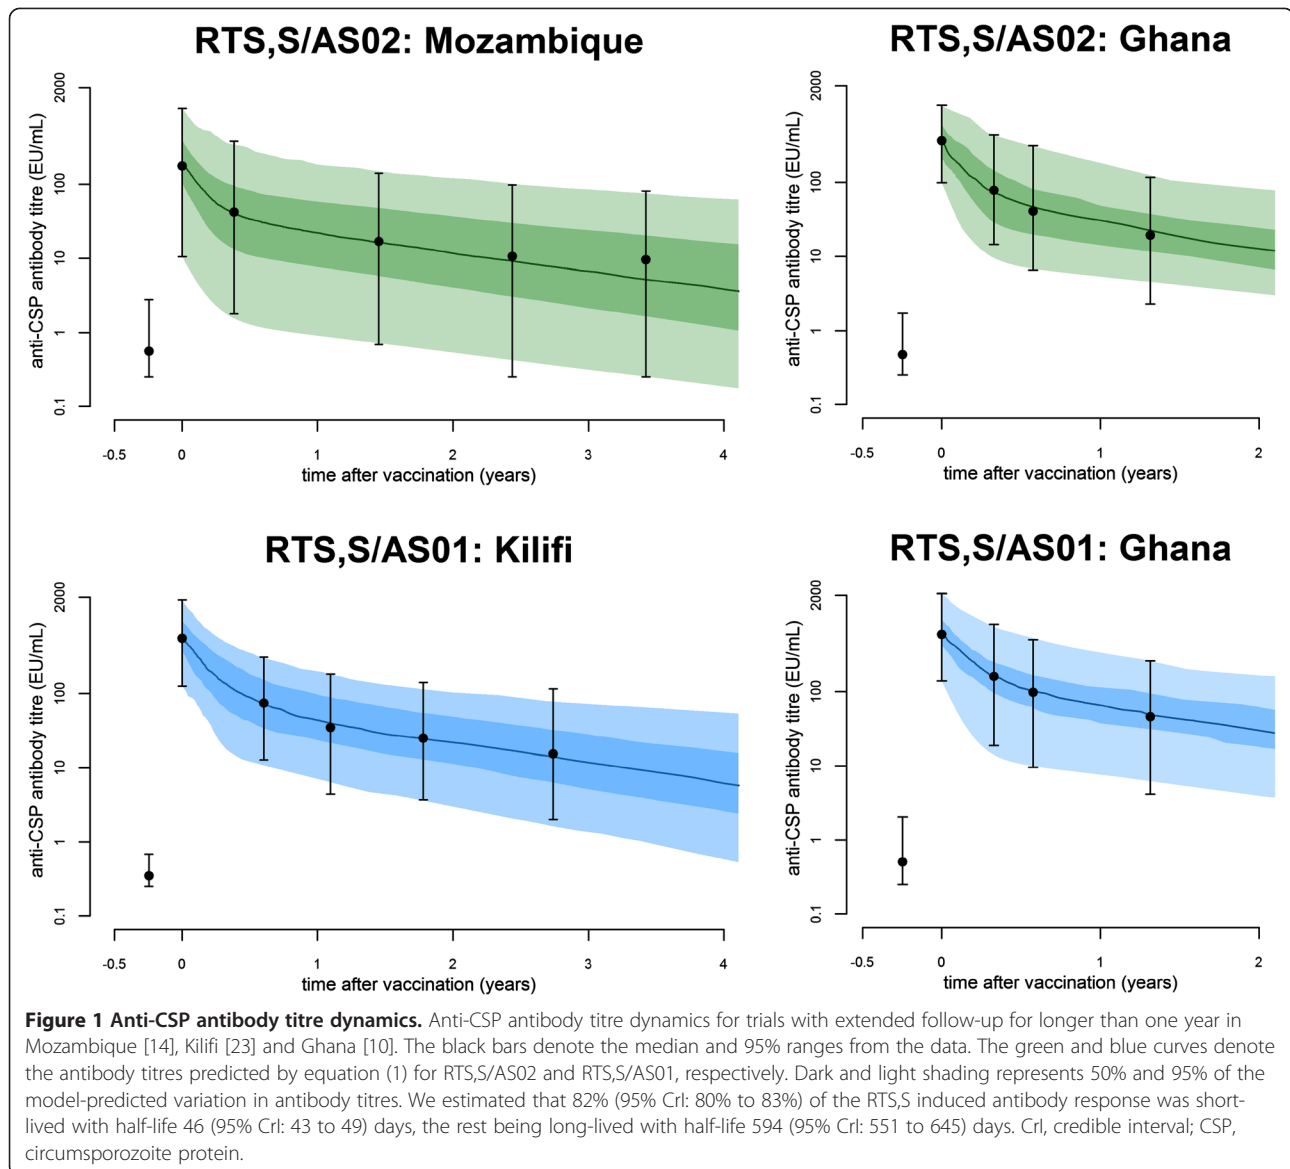 RTS,S/AS02: Mozambique
anti-CSP antibody titre (EU/mL)
2000
100
10
1
0.1
-0.5
0
1
2
3
4
time after vaccination (years)
RTS,S/AS02: Ghana
anti-CSP antibody titre (EU/mL)
2000
100
10
1
0.1
-0.5
0
1
2
time after vaccination (years)
RTS,S/AS01: Kilifi
anti-CSP antibody titre (EU/mL)
2000
100
10
1
0.1
-0.5
0
1
2
3
4
time after vaccination (years)
RTS,S/AS01: Ghana
anti-CSP antibody titre (EU/mL)
2000
100
10
1
0.1
-0.5
0
1
2
time after vaccination (years)
Figure 1 Anti-CSP antibody titre dynamics. Anti-CSP antibody titre dynamics for trials with extended follow-up for longer than one year in
Mozambique [14], Kilifi [23] and Ghana [10]. The black bars denote the median and 95% ranges from the data. The green and blue curves denote
the antibody titres predicted by equation (1) for RTS,S/AS02 and RTS,S/AS01, respectively. Dark and light shading represents 50% and 95% of the
model-predicted variation in antibody titres. We estimated that 82% (95% CrI: 80% to 83%) of the RTS,S induced antibody response was short-
lived with half-life 46 (95% CrI: 43 to 49) days, the rest being long-lived with half-life 594 (95% CrI: 551 to 645) days. CrI, credible interval; CSP,
circumsporozoite protein.